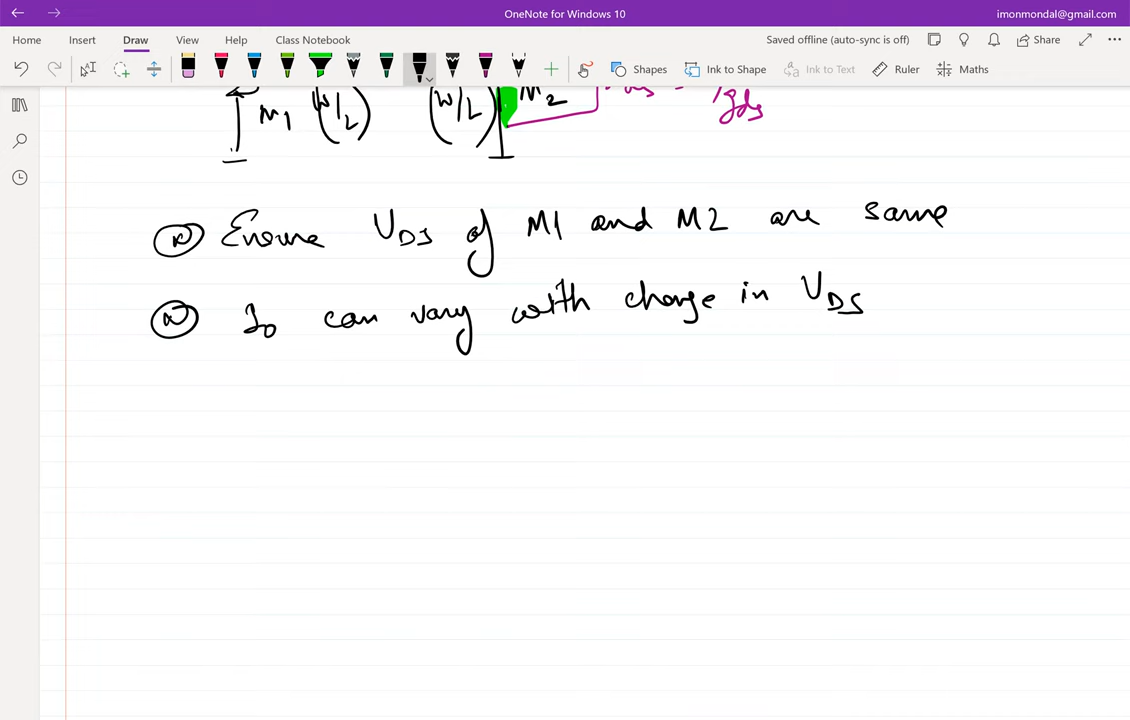 OneNote for Windows 10
imonmondal@gmail.com
Home Insert Draw View Help Class Notebook
Saved offline (auto-sync is off) Share
Shapes Ink to Shape Ink to Text Ruler Maths
M1 (W/L) (W/L) M2 gds
Ensure VDS of M1 and M2 are same
I0 can vary with change in VDS